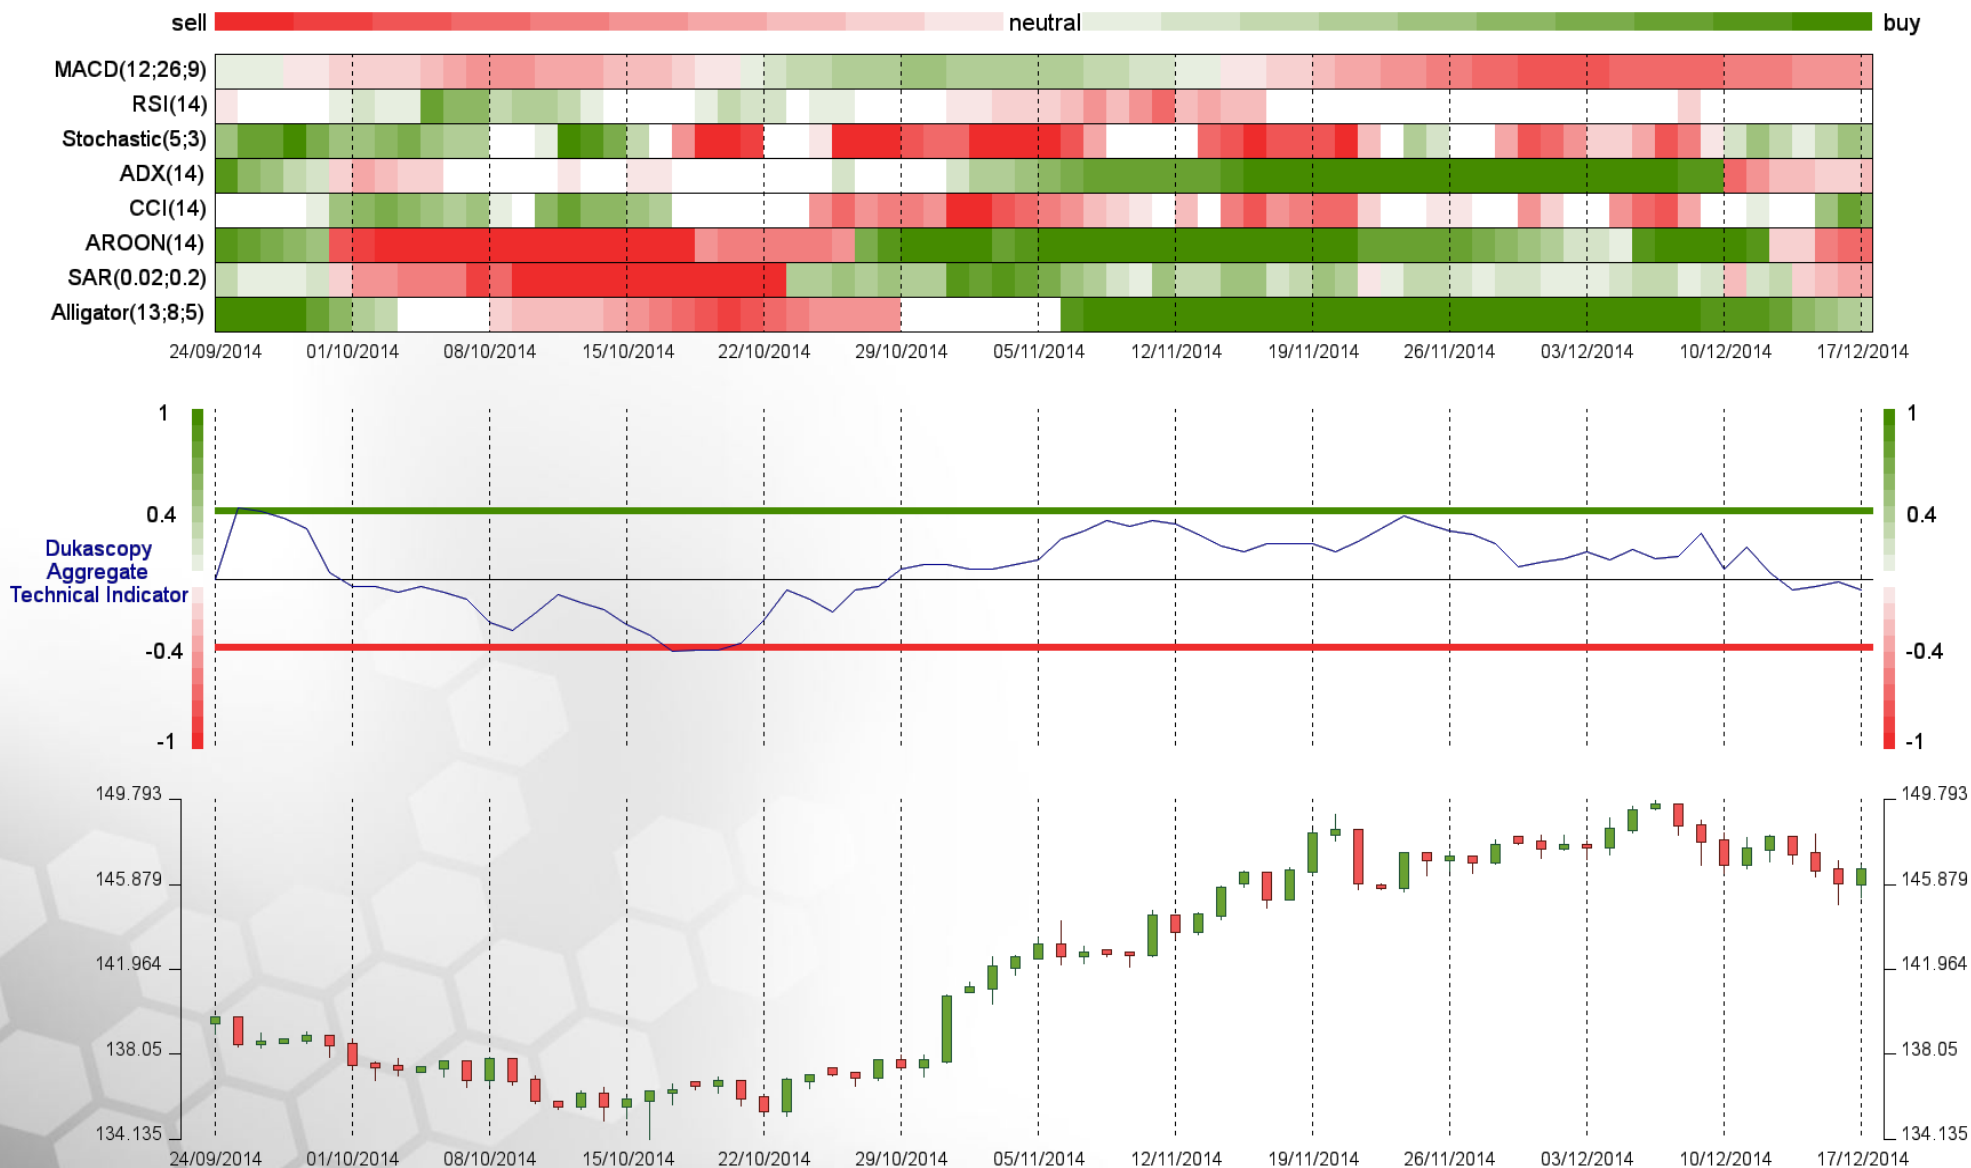 sell neutral buy
MACD(12;26;9)
RSI(14)
Stochastic(5;3)
ADX(14)
CCI(14)
AROON(14)
SAR(0.02;0.2)
Alligator(13;8;5)
24/09/2014 01/10/2014 08/10/2014 15/10/2014 22/10/2014 29/10/2014 05/11/2014 12/11/2014 19/11/2014 26/11/2014 03/12/2014 10/12/2014 17/12/2014
1 1
0.4 0.4
Dukascopy
Aggregate
Technical Indicator
-0.4 -0.4
-1 -1
149.793 149.793
145.879 145.879
141.964 141.964
138.05 138.05
134.135 134.135
24/09/2014 01/10/2014 08/10/2014 15/10/2014 22/10/2014 29/10/2014 05/11/2014 12/11/2014 19/11/2014 26/11/2014 03/12/2014 10/12/2014 17/12/2014